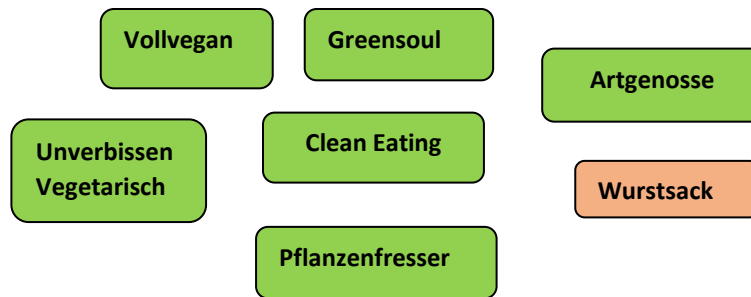 Vollvegan
Greensoul
Artgenosse
Unverbissen
Vegetarisch
Clean Eating
Wurstsack
Pflanzenfresser